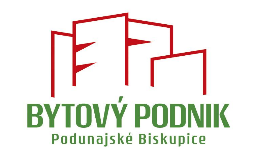 BYTOVÝ PODNIK
Podunajské Biskupice